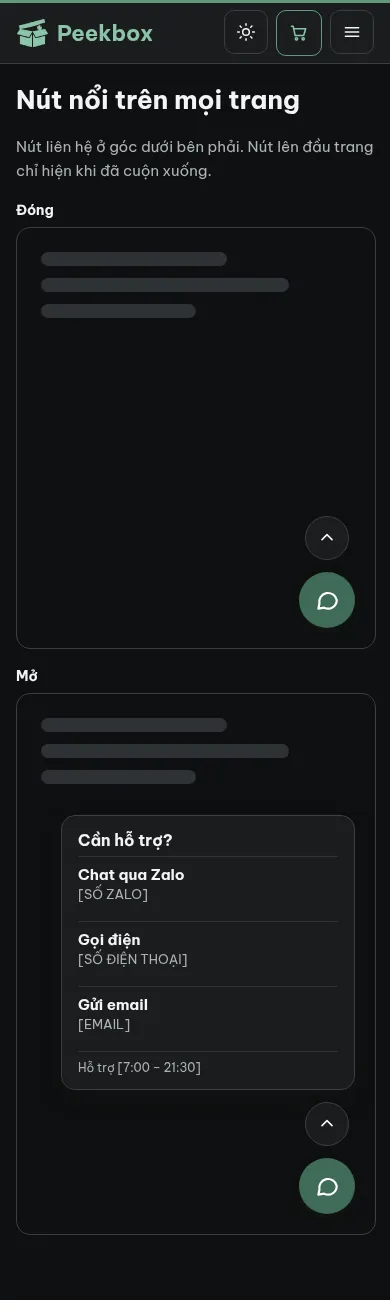 Peekbox
Nút nổi trên mọi trang
Nút liên hệ ở góc dưới bên phải. Nút lên đầu trang
chỉ hiện khi đã cuộn xuống.
Đóng
Mở
Cần hỗ trợ?
Chat qua Zalo
[SỐ ZALO]
Gọi điện
[SỐ ĐIỆN THOẠI]
Gửi email
[EMAIL]
Hỗ trợ [7:00 – 21:30]